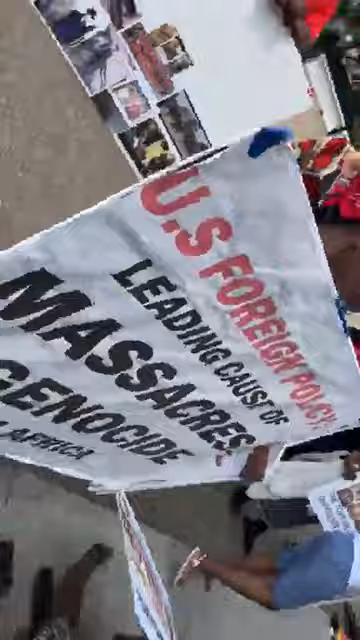 U.S FOREIGN POLICY
LEADING CAUSE OF
MASSACRES
GENOCIDE
AFRICA